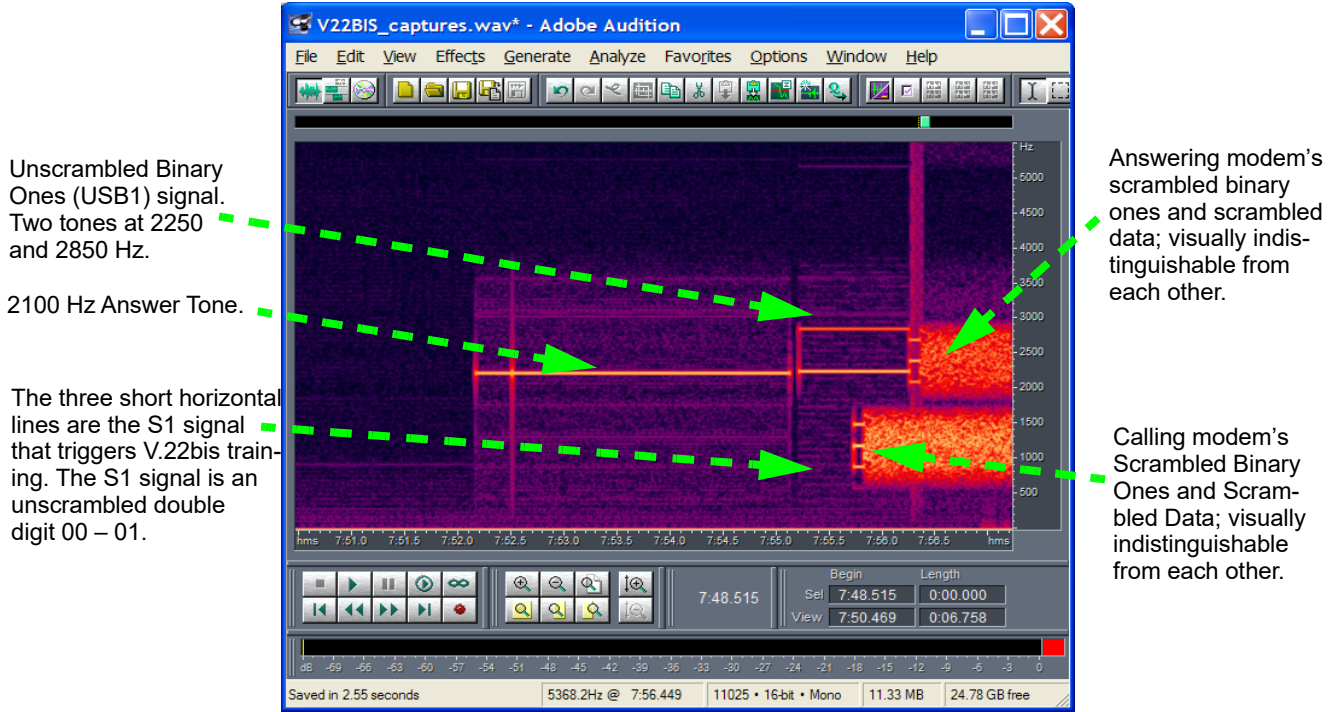 V22BIS_captures.wav* - Adobe Audition
File Edit View Effects Generate Analyze Favorites Options Window Help
Unscrambled Binary
Ones (USB1) signal.
Two tones at 2250
and 2850 Hz.
2100 Hz Answer Tone.
The three short horizontal
lines are the S1 signal
that triggers V.22bis train-
ing. The S1 signal is an
unscrambled double
digit 00 – 01.
Hz
5000
4500
4000
3500
3000
2500
2000
1500
1000
500
hms 7:51.0 7:51.5 7:52.0 7:52.5 7:53.0 7:53.5 7:54.0 7:54.5 7:55.0 7:55.5 7:56.0 7:56.5 hms
Answering modem's
scrambled binary
ones and scrambled
data; visually indis-
tinguishable from
each other.
Calling modem's
Scrambled Binary
Ones and Scram-
bled Data; visually
indistinguishable
from each other.
7:48.515
Begin Length
Sel 7:48.515 0:00.000
View 7:50.469 0:06.758
dB -69 -66 -63 -60 -57 -54 -51 -48 -45 -42 -39 -36 -33 -30 -27 -24 -21 -18 -15 -12 -9 -6 -3 0
Saved in 2.55 seconds 5368.2Hz @ 7:56.449 11025 • 16-bit • Mono 11.33 MB 24.78 GB free